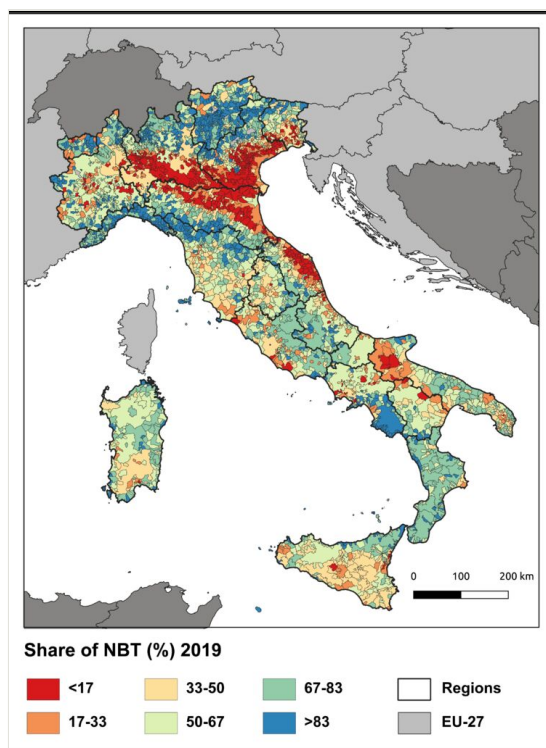 0 100 200 km
Share of NBT (%) 2019
<17 33-50 67-83 Regions
17-33 50-67 >83 EU-27